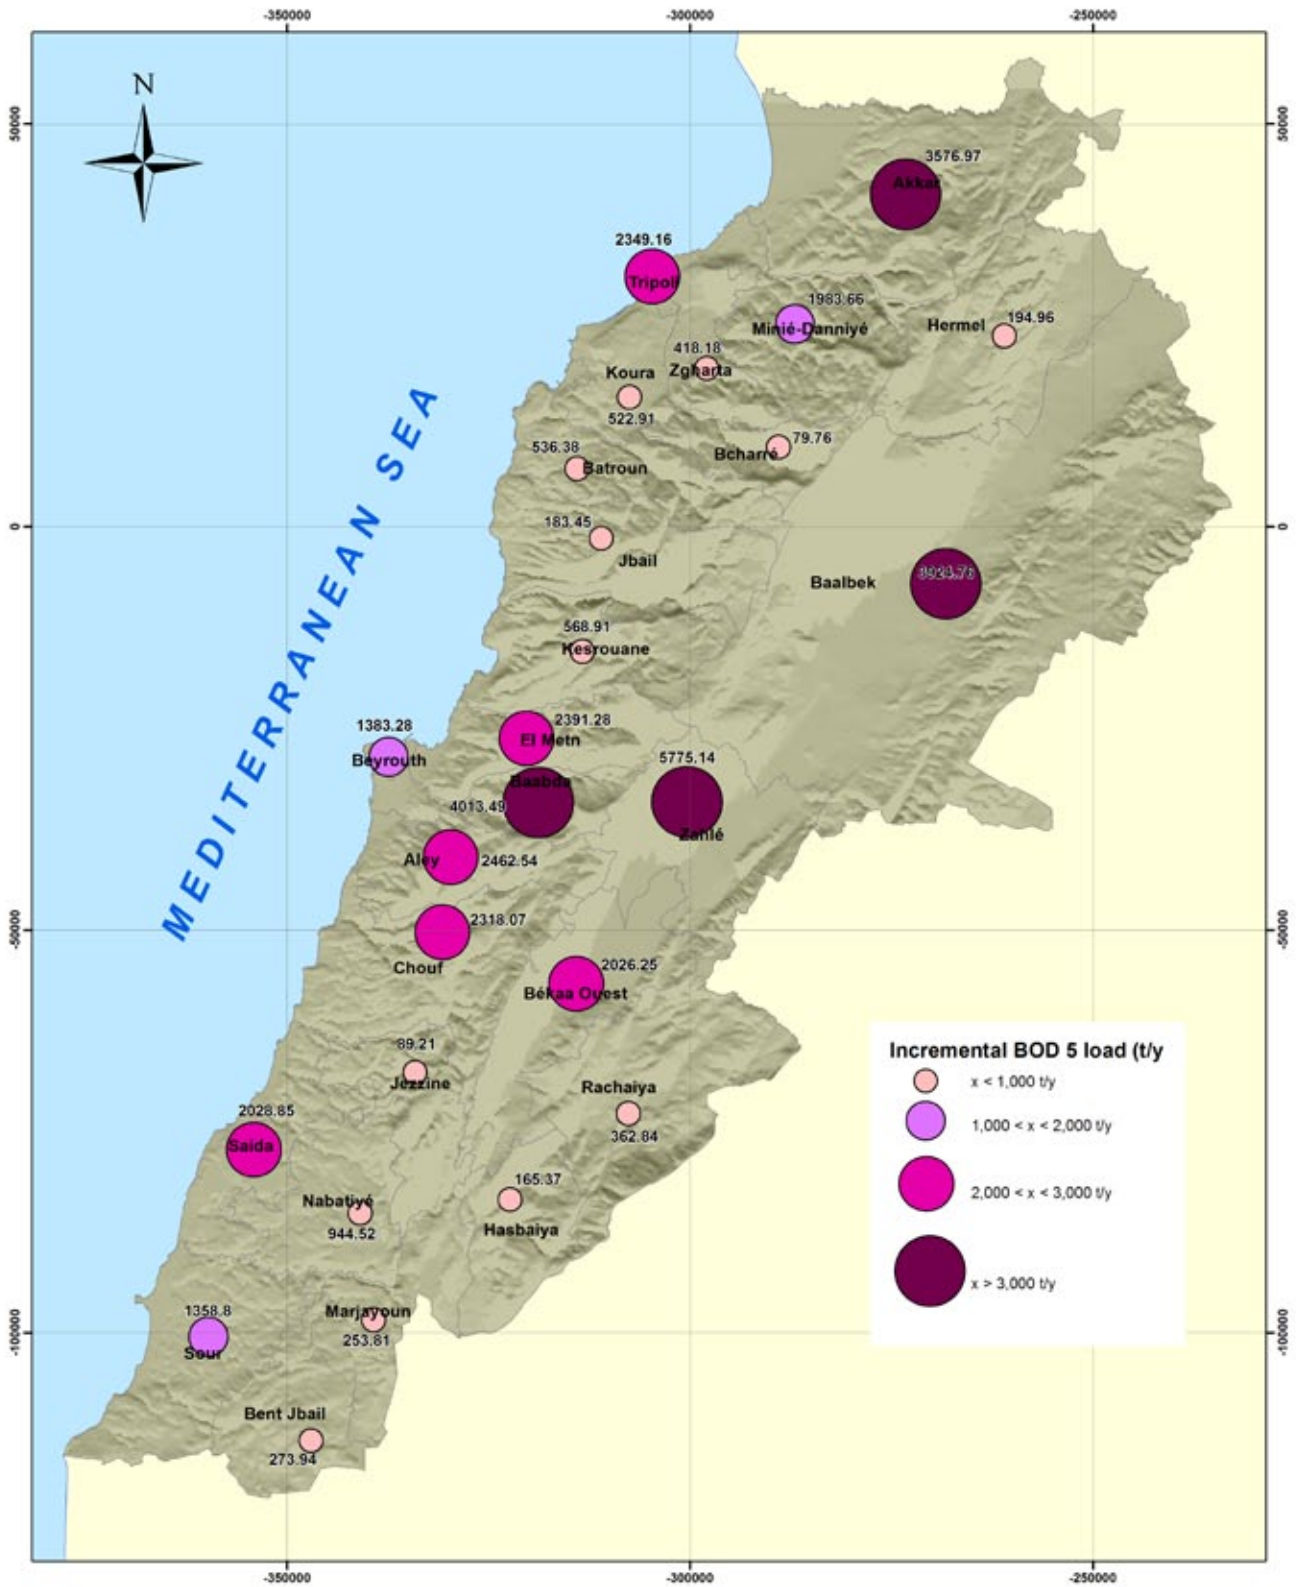 -350000
-300000
-250000
N
50000
50000
3576.97
Akkar
2349.16
Tripoli
1983.66
Minié-Danniyé
Hermel
194.96
418.18
Zgharta
Koura
522.91
79.76
Bcharré
536.38
Batroun
0
0
183.45
Jbail
Baalbek
3924.76
568.91
Kesrouane
MEDITERRANEAN SEA
1383.28
Beyrouth
2391.28
El Metn
5775.14
Baabda
4013.49
Zahlé
Aley
2462.54
2318.07
Chouf
-50000
-50000
2026.25
Békaa Ouest
89.21
Jezzine
Rachaiya
362.84
2028.85
Saida
165.37
Hasbaiya
Nabatiyé
944.52
Marjayoun
253.81
1358.8
Sour
-100000
-100000
Bent Jbail
273.94
Incremental BOD 5 load (t/y
x < 1,000 t/y
1,000 < x < 2,000 t/y
2,000 < x < 3,000 t/y
x > 3,000 t/y
-350000
-300000
-250000